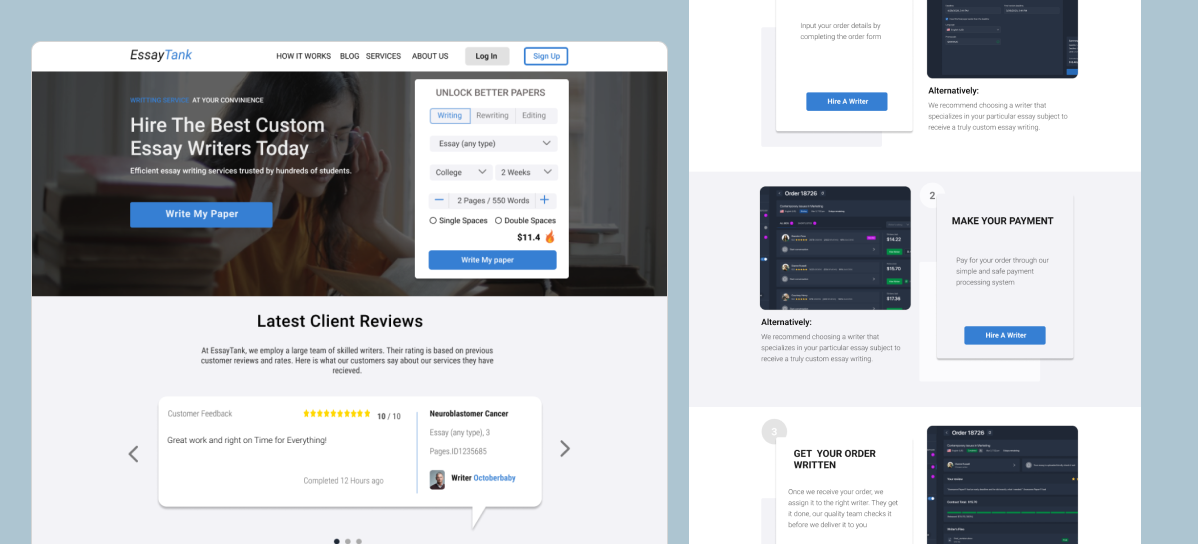 EssayTank
HOW IT WORKS BLOG SERVICES ABOUT US Log In Sign Up
WRITTING SERVICE AT YOUR CONVINIENCE
Hire The Best Custom
Essay Writers Today
Efficient essay writing services trusted by hundreds of students.
Write My Paper
UNLOCK BETTER PAPERS
Writing Rewriting Editing
Essay (any type)
College 2 Weeks
2 Pages / 550 Words
Single Spaces Double Spaces
$11.4
Write My paper
Latest Client Reviews
At EssayTank, we employ a large team of skilled writers. Their rating is based on previous
customer reviews and rates. Here is what our customers say about our services they have
recieved.
Customer Feedback
10 / 10
Great work and right on Time for Everything!
Completed 12 Hours ago
Neuroblastomer Cancer
Essay (any type), 3
Pages.ID1235685
Writer Octoberbaby
Input your order details by
completing the order form
Hire A Writer
Alternatively:
We recommend choosing a writer that
specializes in your particular essay subject to
receive a truly custom essay writing.
Order 18726
$14.22
$15.70
$17.36
Alternatively:
We recommend choosing a writer that
specializes in your particular essay subject to
receive a truly custom essay writing.
2
MAKE YOUR PAYMENT
Pay for your order through our
simple and safe payment
processing system
Hire A Writer
3
GET YOUR ORDER
WRITTEN
Once we receive your order, we
assign it to the right writer. They get
it done, our quality team checks it
before we deliver it to you
Order 18726